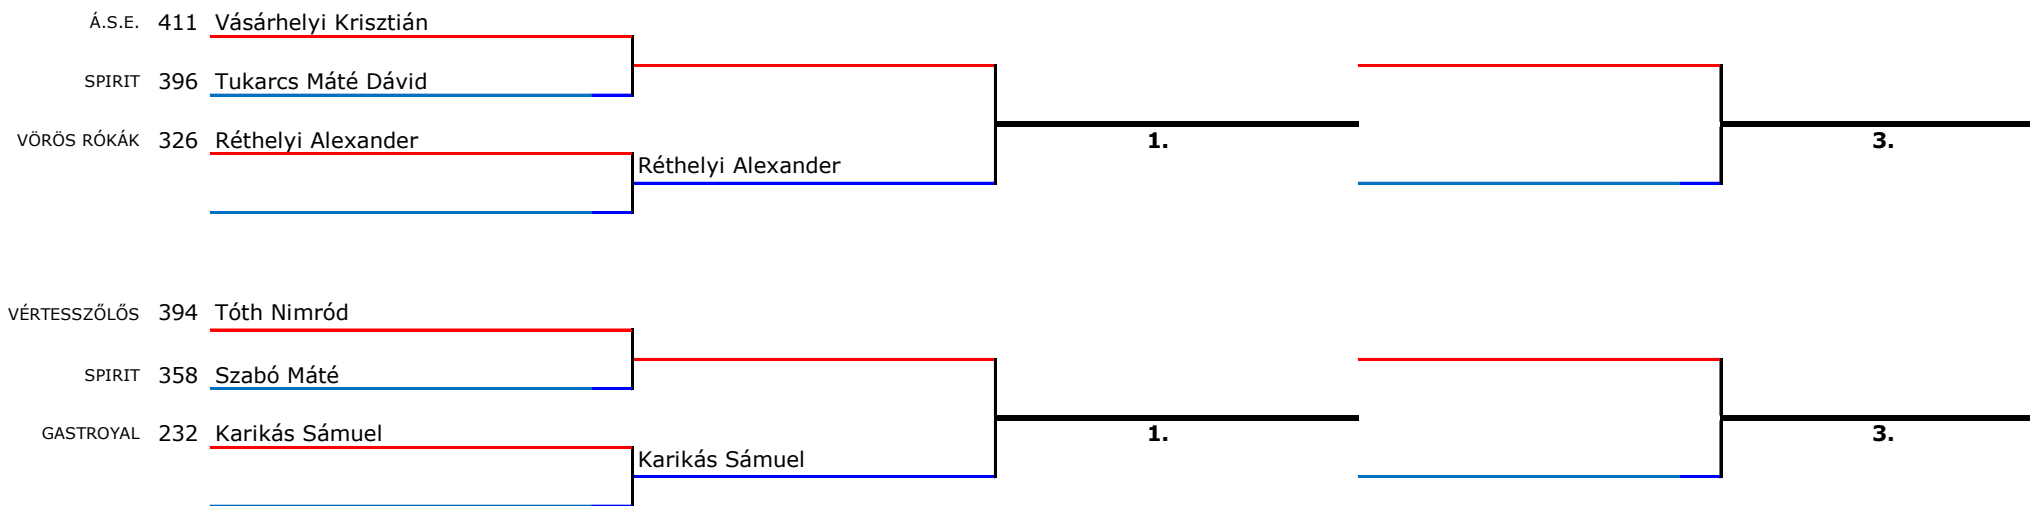 Á.S.E. 411 Vásárhelyi Krisztián
SPIRIT 396 Tukarcs Máté Dávid
VÖRÖS RÓKÁK 326 Réthelyi Alexander 1. 3.
Réthelyi Alexander
VÉRTESSZŐLŐS 394 Tóth Nimród
SPIRIT 358 Szabó Máté
GASTROYAL 232 Karikás Sámuel 1. 3.
Karikás Sámuel